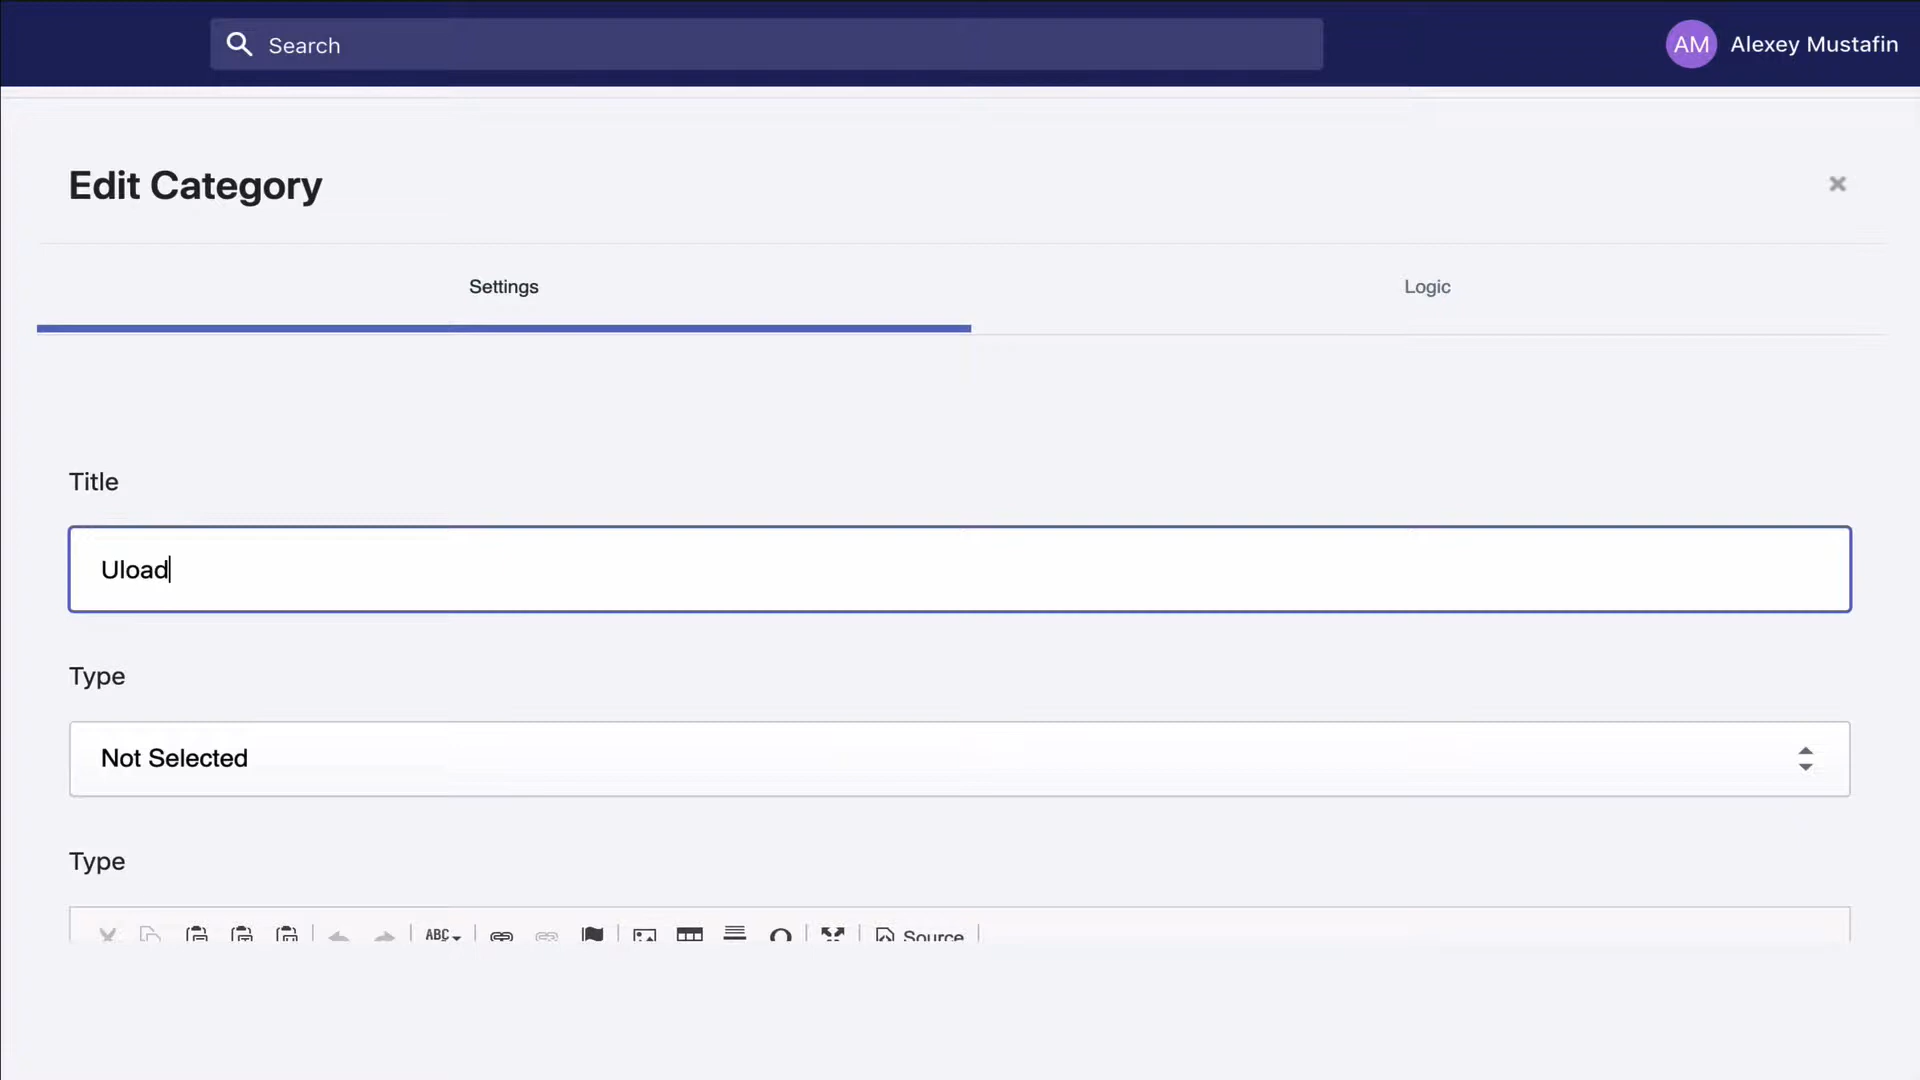 Search
AM Alexey Mustafin
Edit Category
Settings Logic
Title
Uload
Type
Not Selected
Type
ABC Source